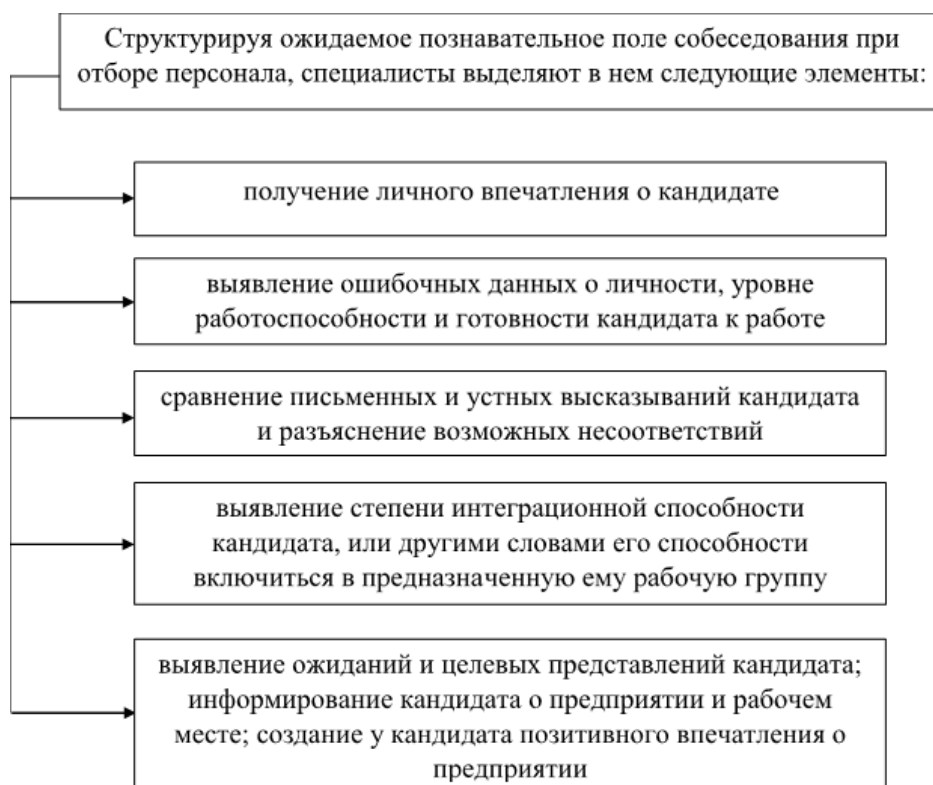 Структурируя ожидаемое познавательное поле собеседования при
отборе персонала, специалисты выделяют в нем следующие элементы:
получение личного впечатления о кандидате
выявление ошибочных данных о личности, уровне
работоспособности и готовности кандидата к работе
сравнение письменных и устных высказываний кандидата
и разъяснение возможных несоответствий
выявление степени интеграционной способности
кандидата, или другими словами его способности
включиться в предназначенную ему рабочую группу
выявление ожиданий и целевых представлений кандидата;
информирование кандидата о предприятии и рабочем
месте; создание у кандидата позитивного впечатления о
предприятии